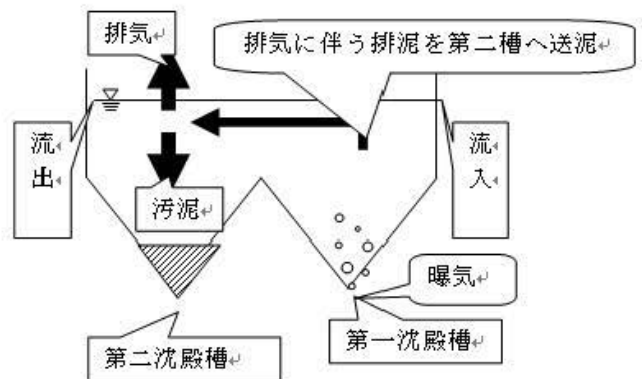 排気
排気に伴う排泥を第二槽へ送泥
流
出
流
入
汚泥
曝気
第二沈殿槽
第一沈殿槽